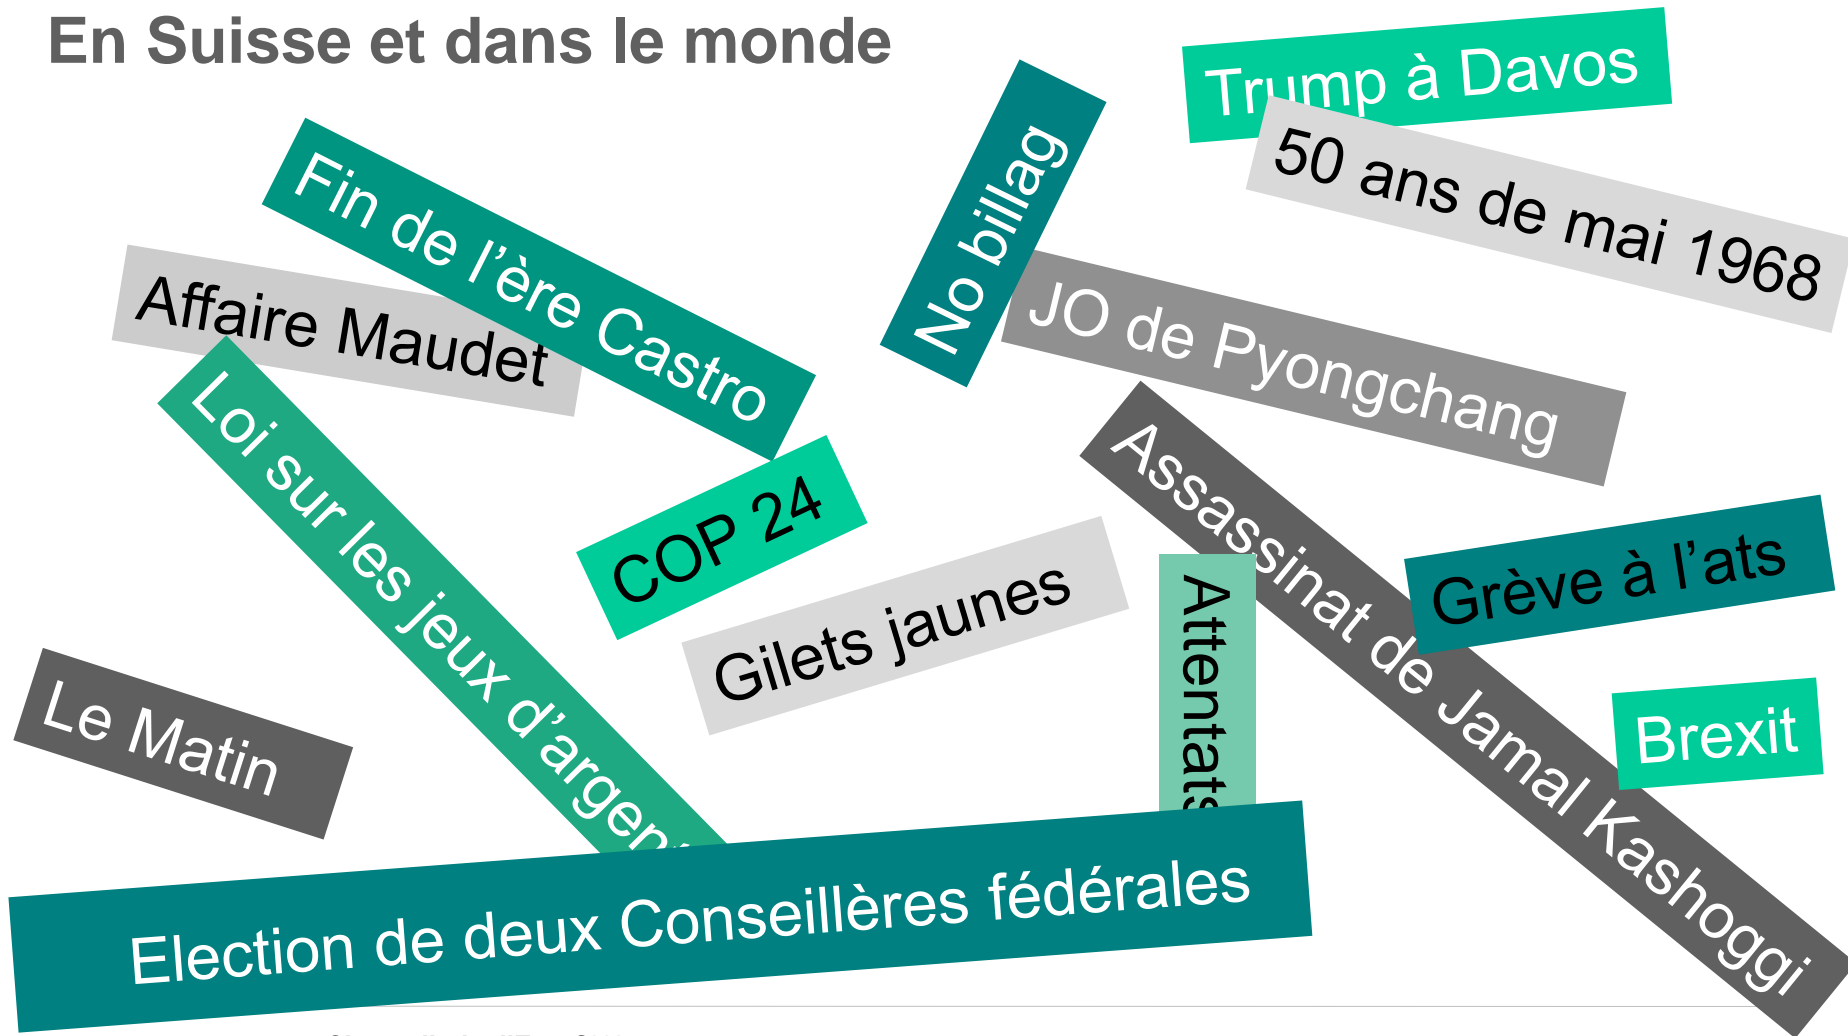 En Suisse et dans le monde
Trump à Davos
50 ans de mai 1968
No billag
Fin de l’ère Castro
Affaire Maudet
JO de Pyongchang
Loi sur les jeux d’argent
COP 24
Assassinat de Jamal Kashoggi
Grève à l’ats
Gilets jaunes
Attentats
Le Matin
Brexit
Election de deux Conseillères fédérales